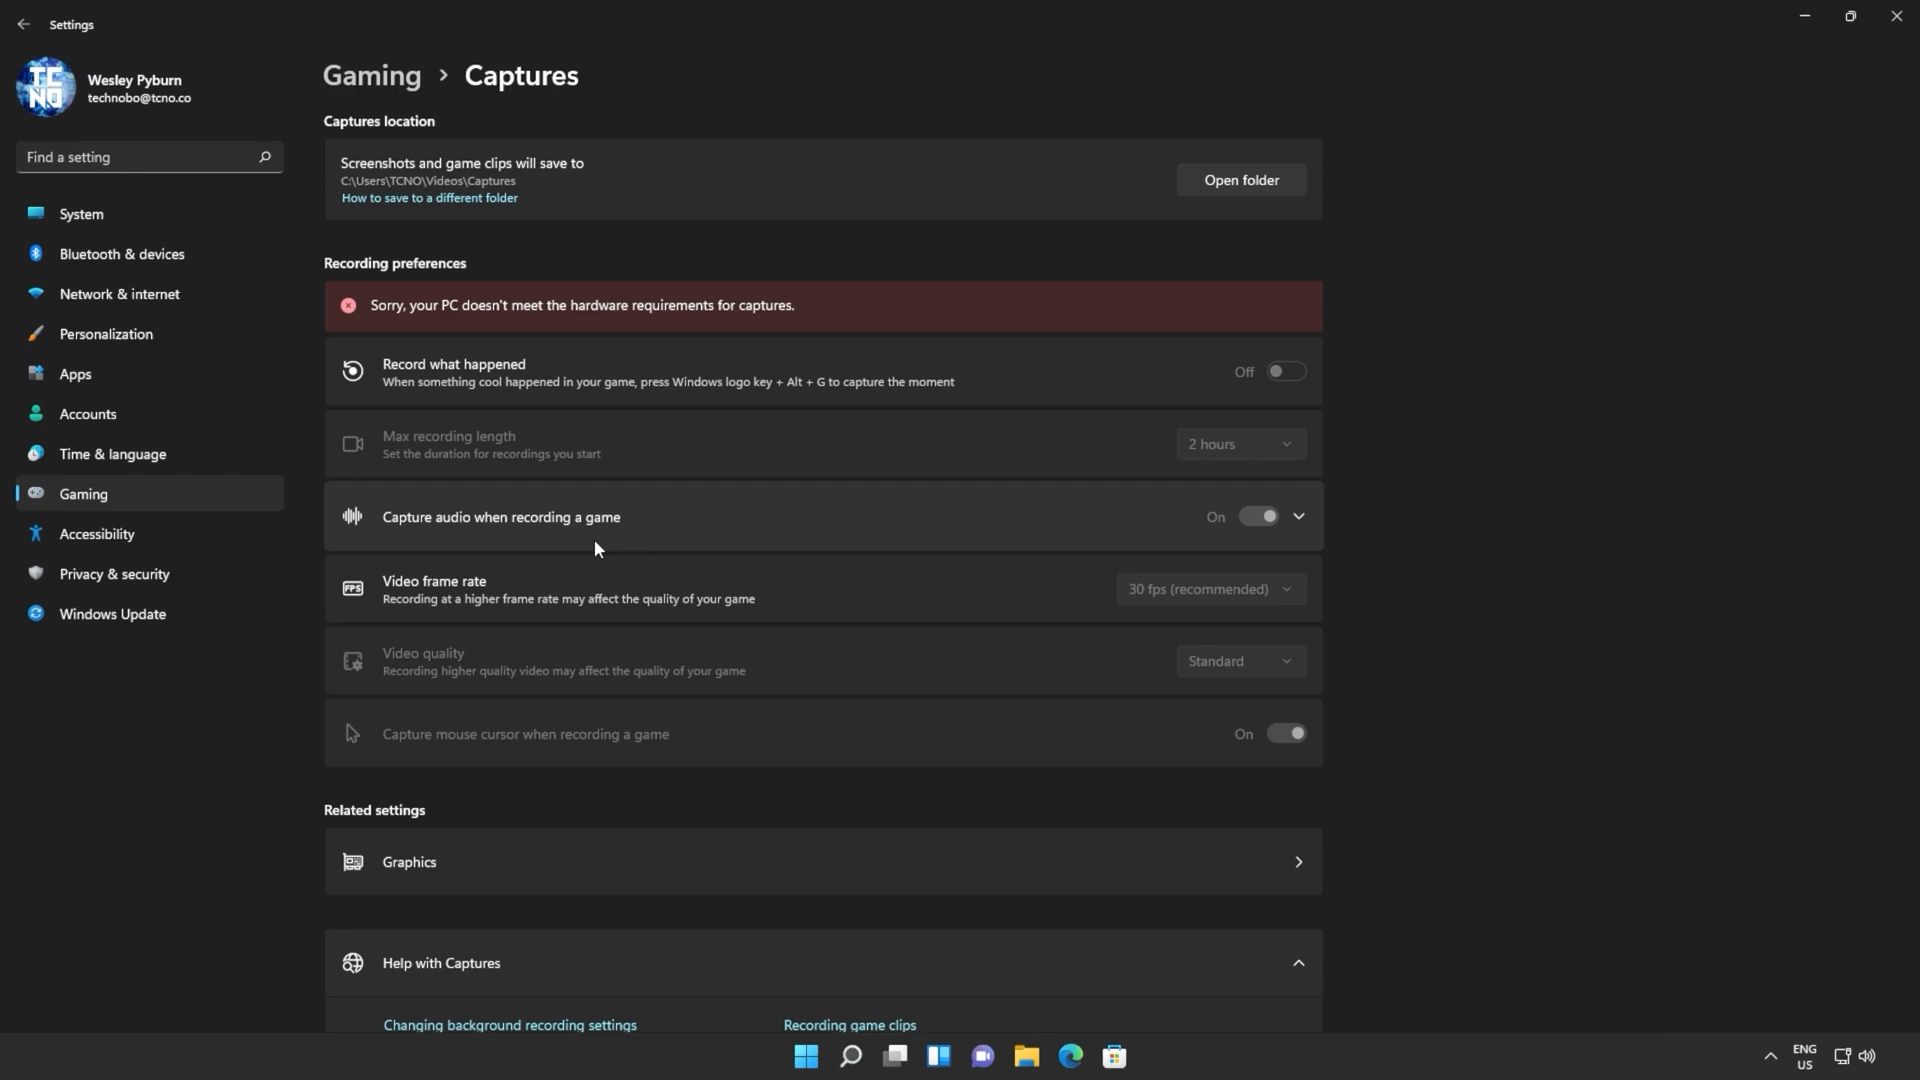 Settings
TC
NO
Wesley Pyburn
technobo@tcno.co
Find a setting
System
Bluetooth & devices
Network & internet
Personalization
Apps
Accounts
Time & language
Gaming
Accessibility
Privacy & security
Windows Update
Gaming > Captures
Captures location
Screenshots and game clips will save to
C:\Users\TCNO\Videos\Captures
How to save to a different folder
Open folder
Recording preferences
Sorry, your PC doesn't meet the hardware requirements for captures.
Record what happened
When something cool happened in your game, press Windows logo key + Alt + G to capture the moment
Off
Max recording length
Set the duration for recordings you start
2 hours
Capture audio when recording a game
On
FPS
Video frame rate
Recording at a higher frame rate may affect the quality of your game
30 fps (recommended)
Video quality
Recording higher quality video may affect the quality of your game
Standard
Capture mouse cursor when recording a game
On
Related settings
Graphics
Help with Captures
Changing background recording settings
Recording game clips
ENG
US